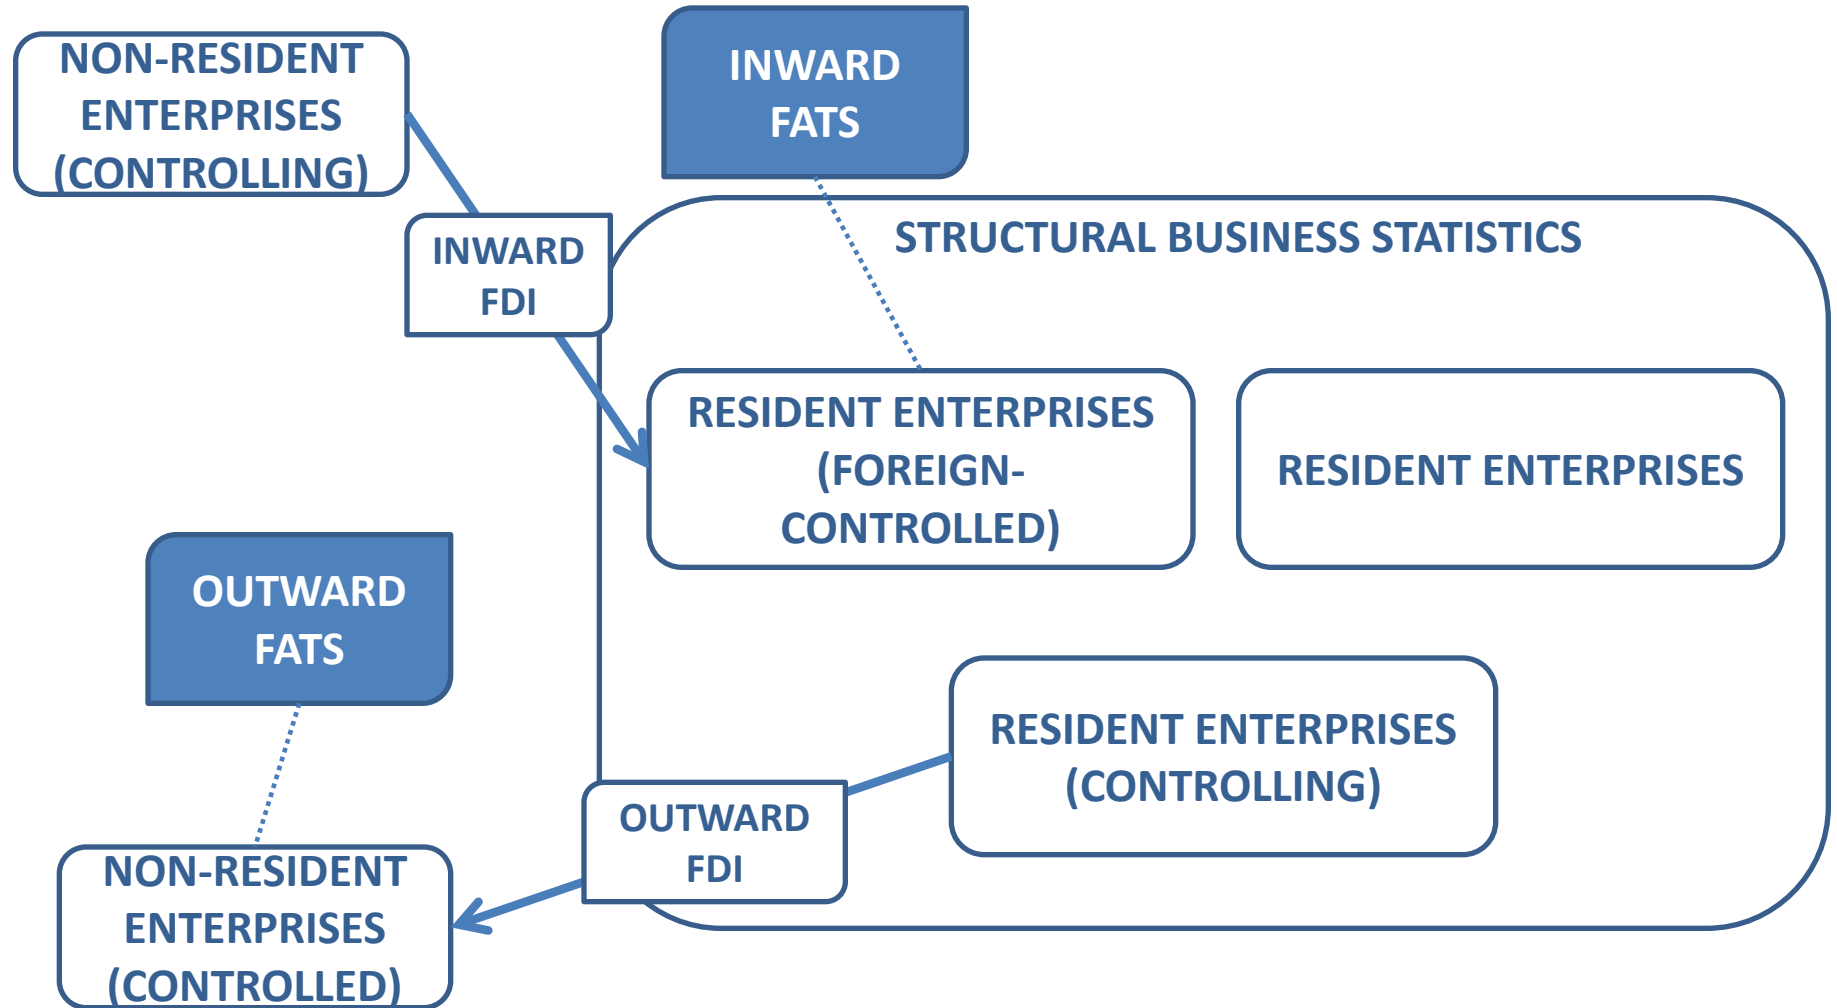 NON-RESIDENT
ENTERPRISES
(CONTROLLING)
INWARD
FATS
INWARD
FDI
STRUCTURAL BUSINESS STATISTICS
RESIDENT ENTERPRISES
(FOREIGN-
CONTROLLED)
RESIDENT ENTERPRISES
OUTWARD
FATS
RESIDENT ENTERPRISES
(CONTROLLING)
OUTWARD
FDI
NON-RESIDENT
ENTERPRISES
(CONTROLLED)